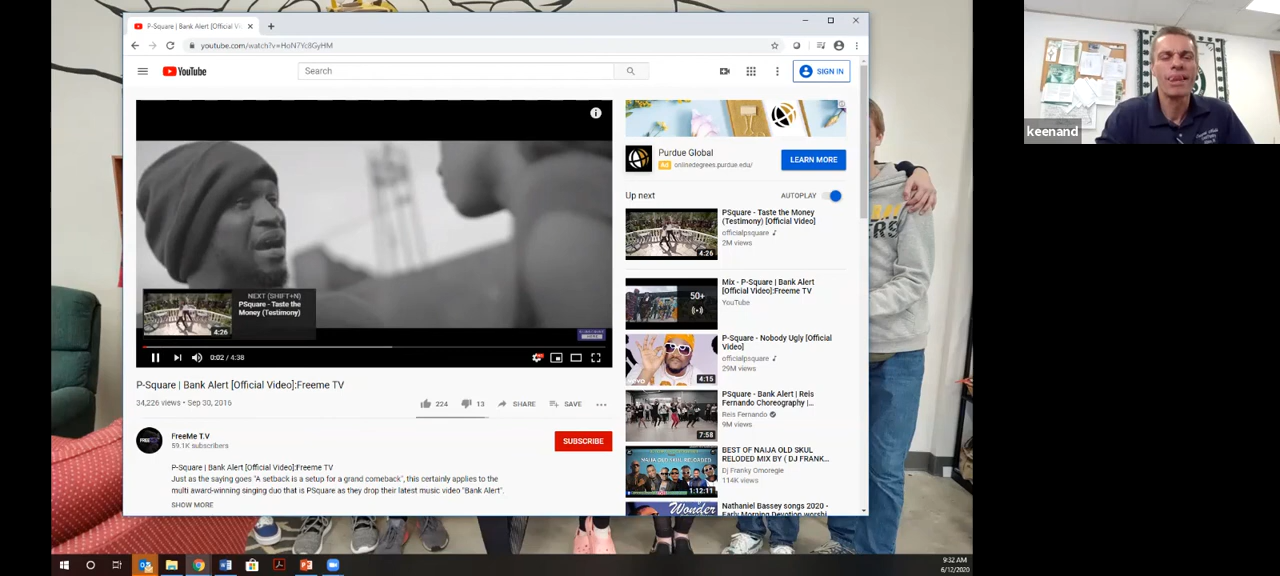 P-Square | Bank Alert [Official Vi
youtube.com/watch?v=HoN7Yc8GyHM
YouTube
Search
SIGN IN
NEXT (SHIFT+N)
PSquare - Taste the
Money (Testimony)
4:26
0:02 / 4:38
P-Square | Bank Alert [Official Video]:Freeme TV
34,226 views • Sep 30, 2016
224
13
SHARE
SAVE
FreeMe T.V
59.1K subscribers
SUBSCRIBE
P-Square | Bank Alert [Official Video]:Freeme TV
Just as the saying goes "A setback is a setup for a grand comeback", this certainly applies to the
multi award-winning singing duo that is PSquare as they drop their latest music video "Bank Alert".
SHOW MORE
Purdue Global
Ad onlinedegrees.purdue.edu/
LEARN MORE
Up next
AUTOPLAY
PSquare - Taste the Money
(Testimony) [Official Video]
officialpsquare
2M views
4:26
Mix - P-Square | Bank Alert
[Official Video]:Freeme TV
YouTube
50+
P-Square - Nobody Ugly [Official
Video]
officialpsquare
29M views
4:15
PSquare - Bank Alert | Reis
Fernando Choreography |...
Reis Fernando
9M views
7:58
BEST OF NAIJA OLD SKUL
RELODED MIX BY ( DJ FRANK...
Dj Franky Omoregie
114K views
NAIJA OLD SKUL RELOADED
1:12:11
Nathaniel Bassey songs 2020 -
Early Morning Devotion worshi
Wonder
keenand
9:32 AM
6/12/2020